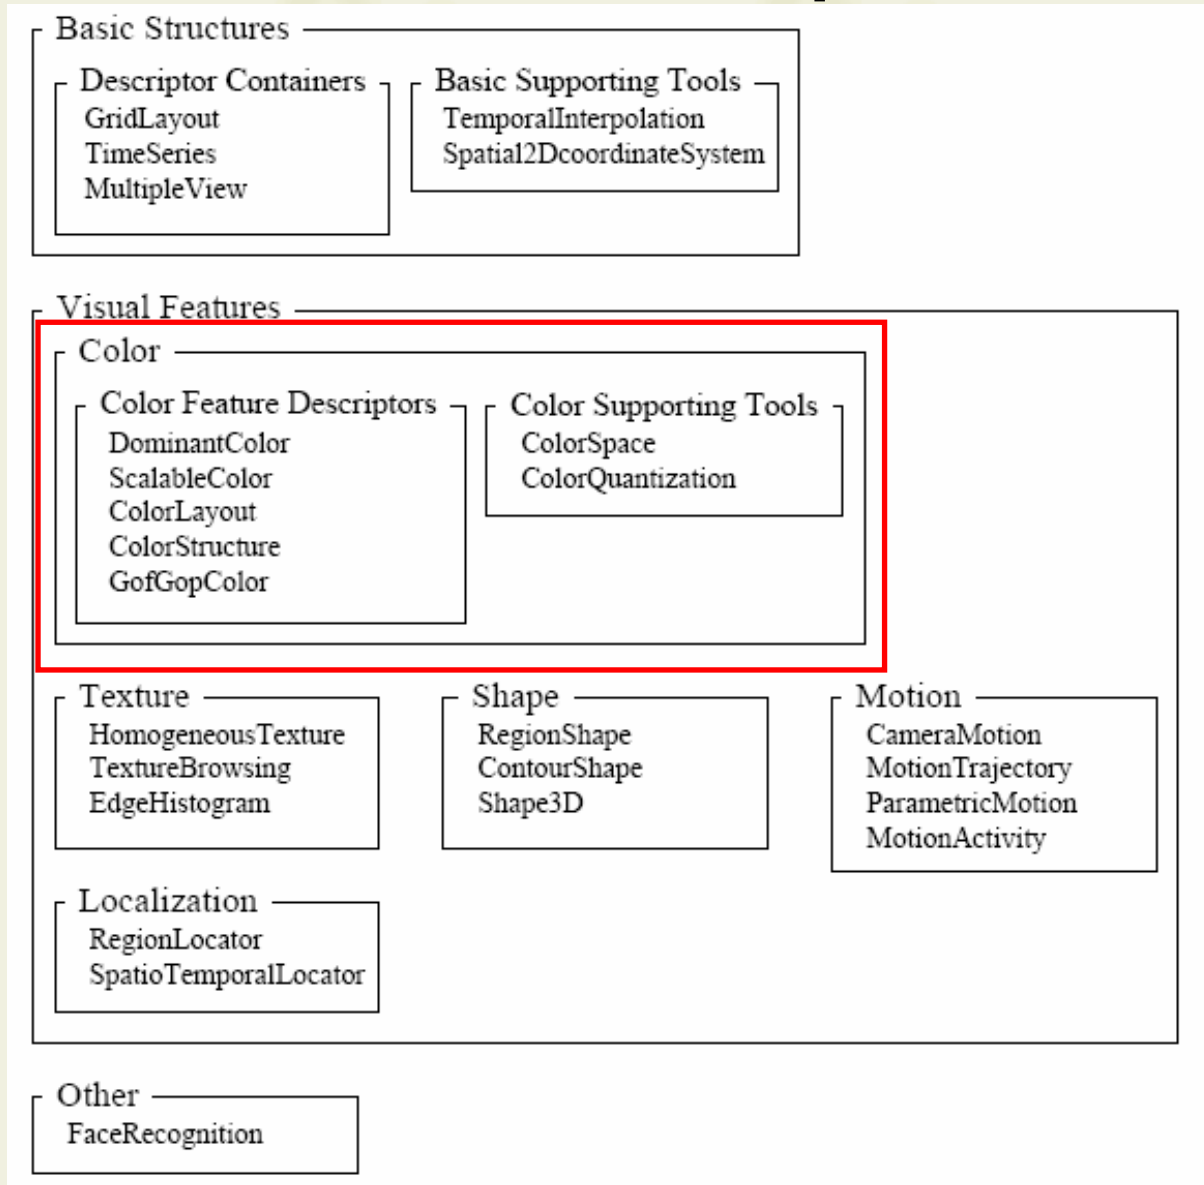 Basic Structures
Descriptor Containers
GridLayout
TimeSeries
MultipleView
Basic Supporting Tools
TemporalInterpolation
Spatial2DcoordinateSystem
Visual Features
Color
Color Feature Descriptors
DominantColor
ScalableColor
ColorLayout
ColorStructure
GofGopColor
Color Supporting Tools
ColorSpace
ColorQuantization
Texture
HomogeneousTexture
TextureBrowsing
EdgeHistogram
Shape
RegionShape
ContourShape
Shape3D
Motion
CameraMotion
MotionTrajectory
ParametricMotion
MotionActivity
Localization
RegionLocator
SpatioTemporalLocator
Other
FaceRecognition